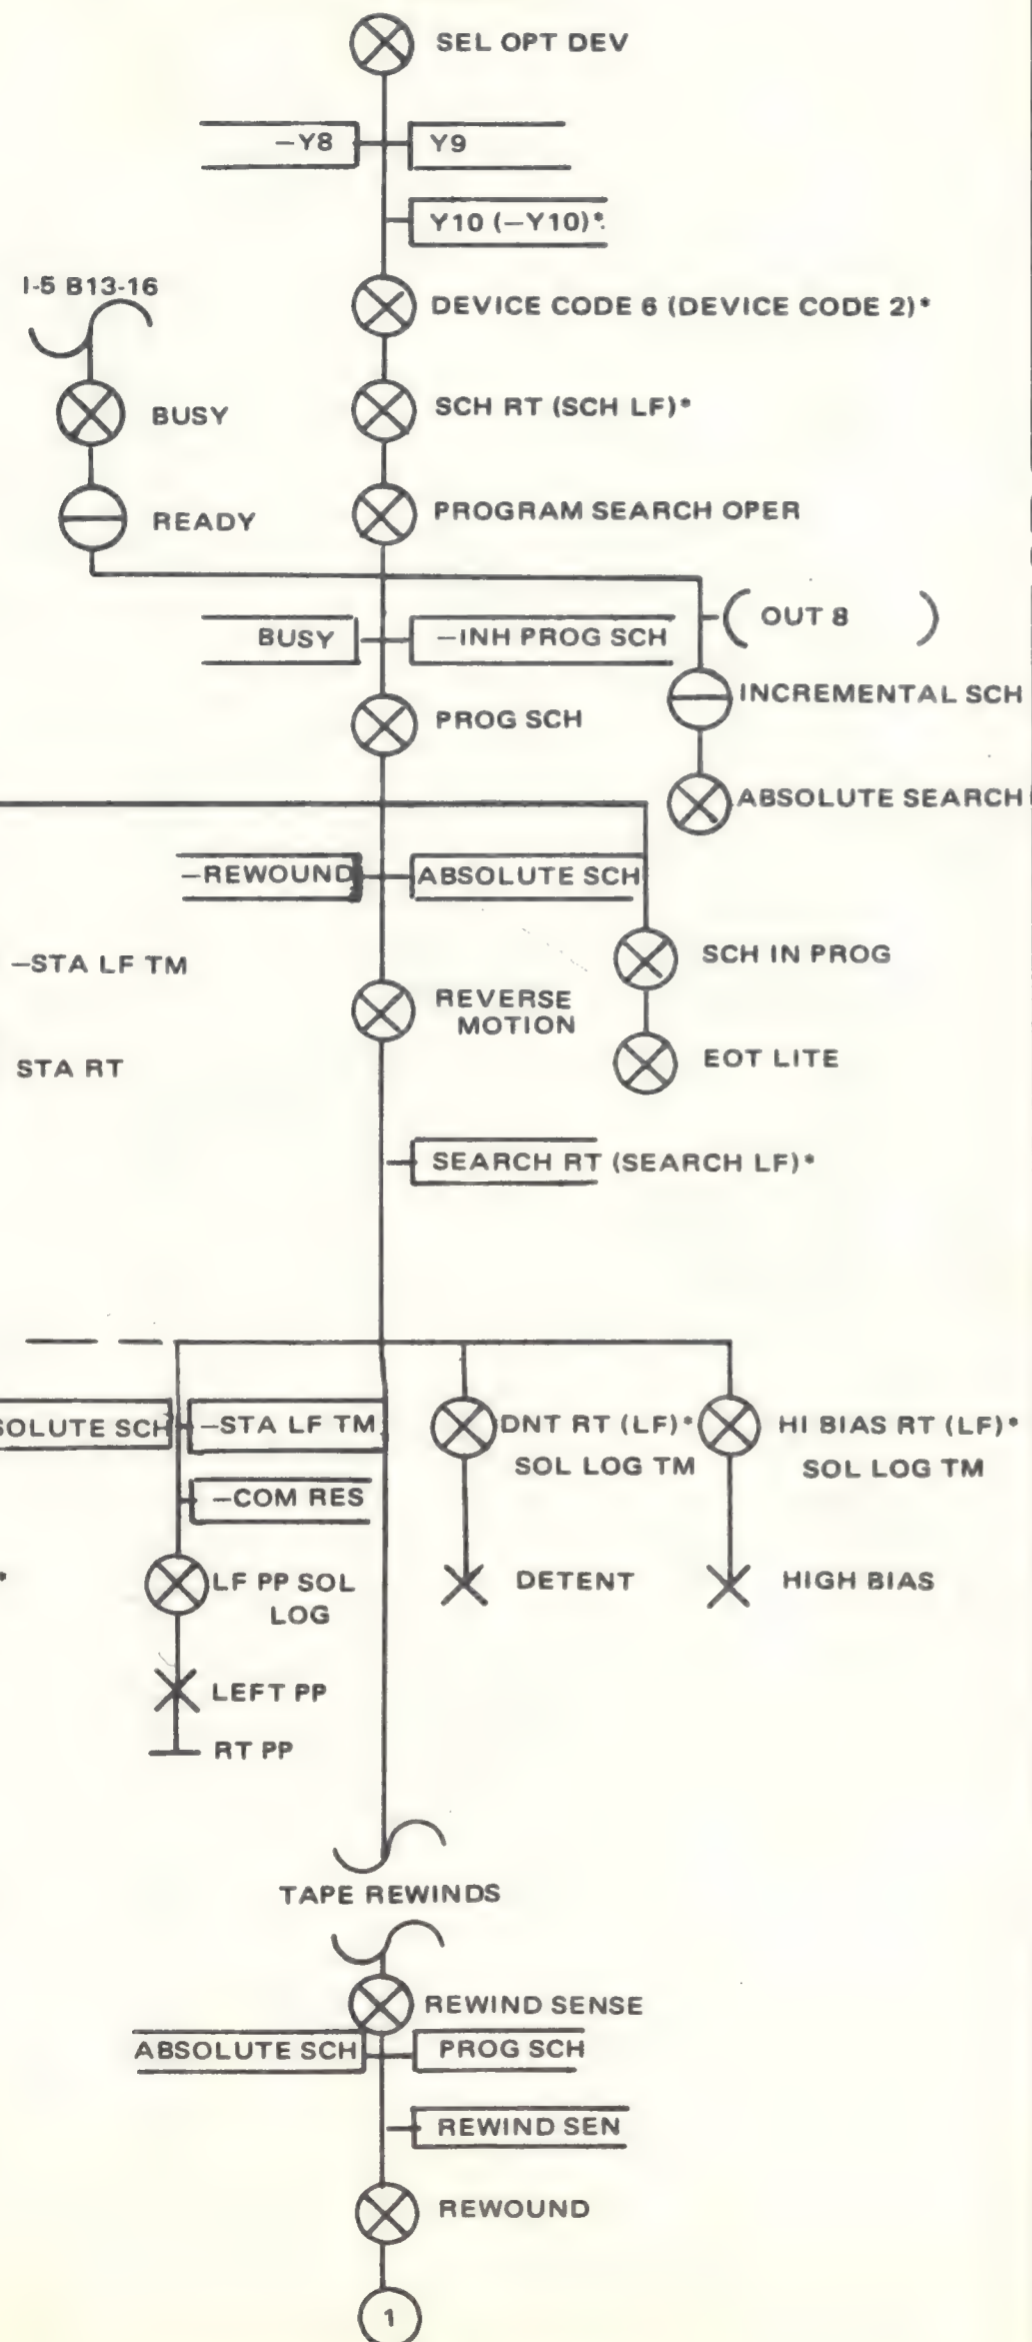 SEL OPT DEV
–Y8
Y9
Y10 (–Y10)*
I-5 B13-16
DEVICE CODE 6 (DEVICE CODE 2)*
BUSY
SCH RT (SCH LF)*
READY
PROGRAM SEARCH OPER
OUT 8
BUSY
–INH PROG SCH
INCREMENTAL SCH
PROG SCH
ABSOLUTE SEARCH
–REWOUND
ABSOLUTE SCH
–STA LF TM
SCH IN PROG
REVERSE
MOTION
STA RT
EOT LITE
SEARCH RT (SEARCH LF)*
SOLUTE SCH
–STA LF TM
DNT RT (LF)*
SOL LOG TM
HI BIAS RT (LF)*
SOL LOG TM
–COM RES
*
LF PP SOL
LOG
DETENT
HIGH BIAS
LEFT PP
RT PP
TAPE REWINDS
REWIND SENSE
ABSOLUTE SCH
PROG SCH
REWIND SEN
REWOUND
1